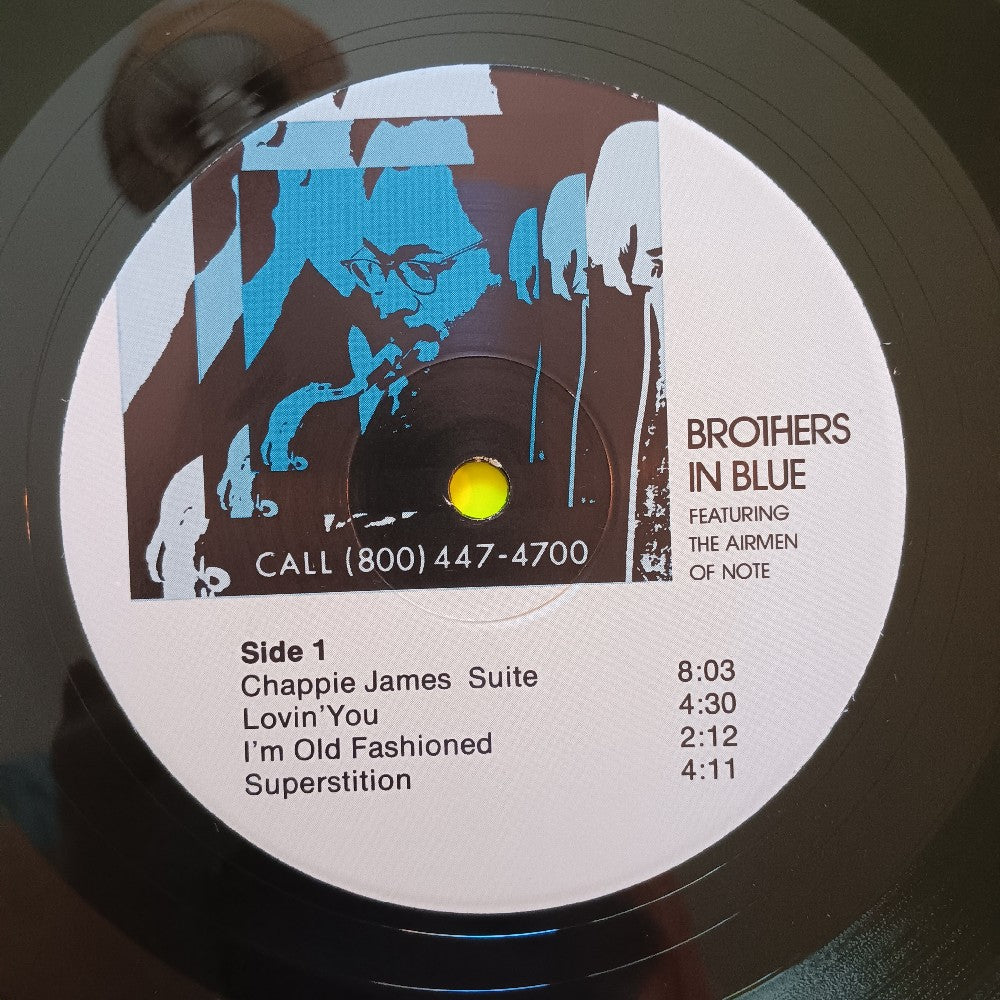 CALL (800) 447-4700
BROTHERS
IN BLUE
FEATURING
THE AIRMEN
OF NOTE
Side 1
Chappie James Suite 8:03
Lovin' You 4:30
I'm Old Fashioned 2:12
Superstition 4:11